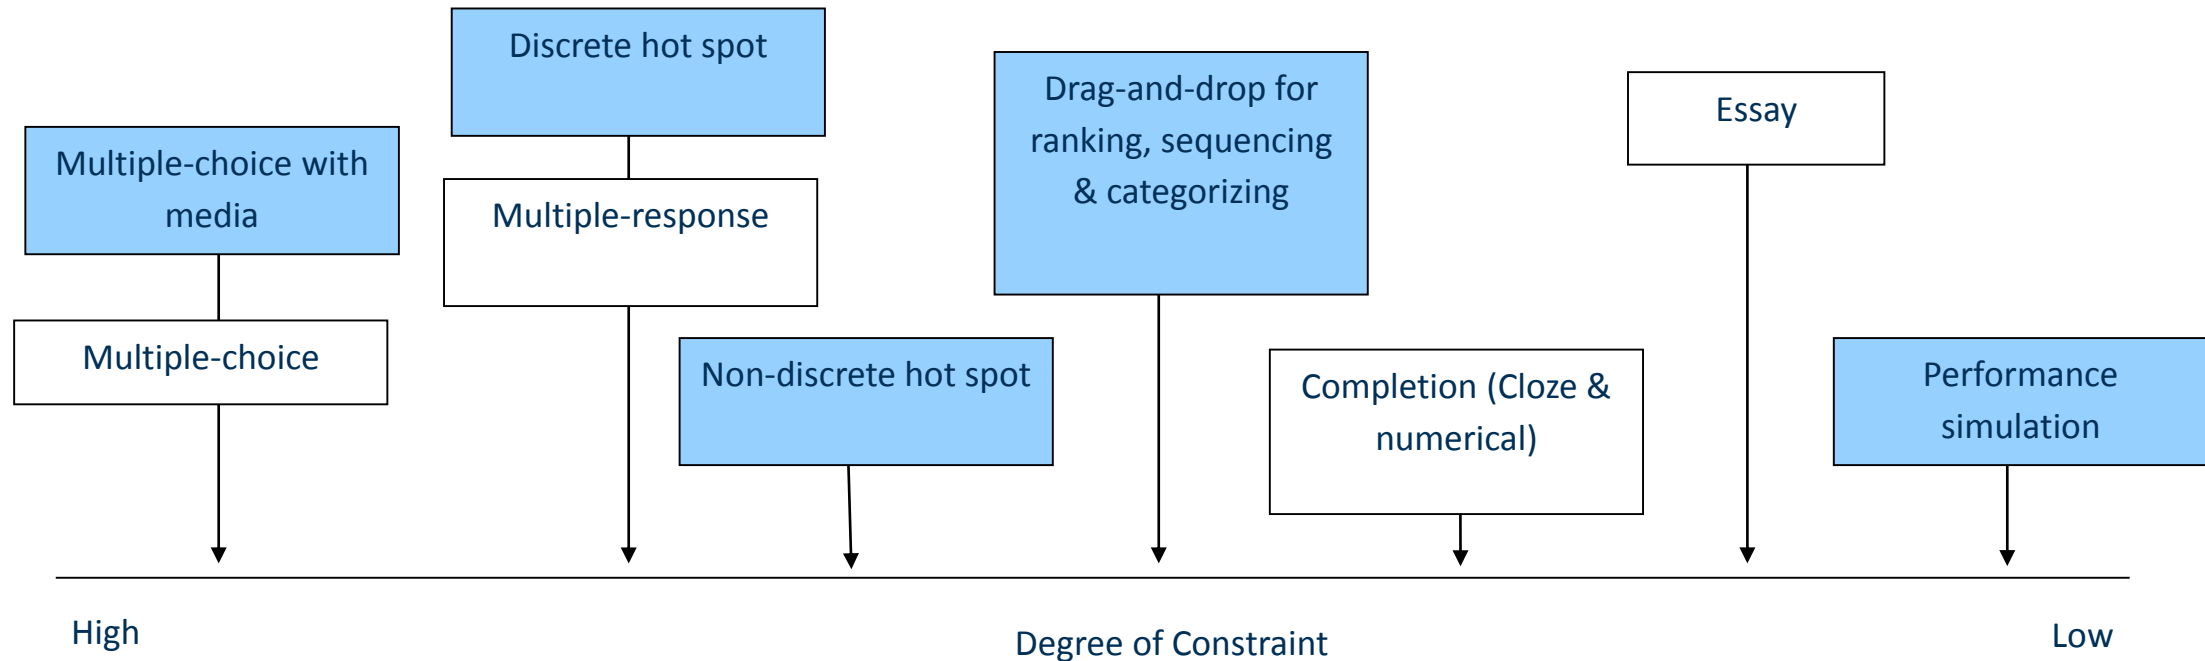 Multiple-choice with
media
Multiple-choice
Discrete hot spot
Multiple-response
Non-discrete hot spot
Drag-and-drop for
ranking, sequencing
& categorizing
Completion (Cloze &
numerical)
Essay
Performance
simulation
High
Degree of Constraint
Low